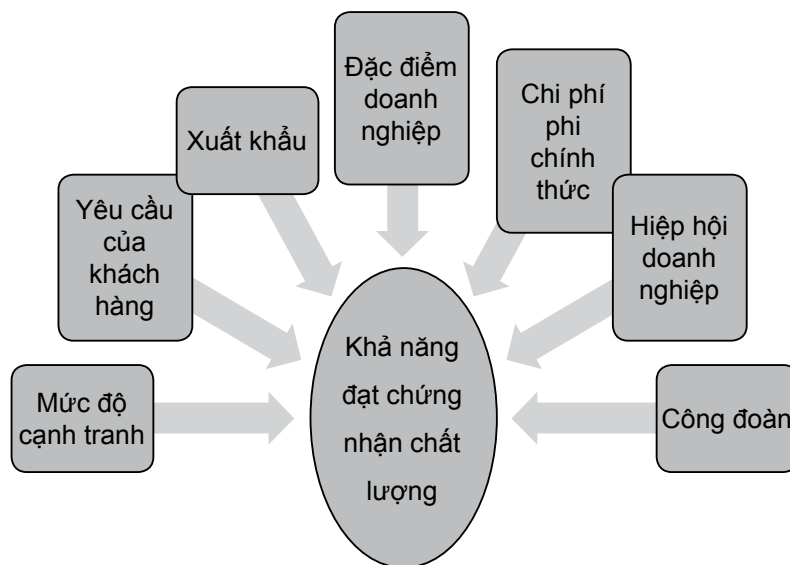 Đặc điểm
doanh
nghiệp
Chi phí
phi
chính
thức
Xuất khẩu
Yêu cầu
của
khách
hàng
Hiệp hội
doanh
nghiệp
Mức độ
cạnh tranh
Khả năng
đạt chứng
nhận chất
lượng
Công đoàn